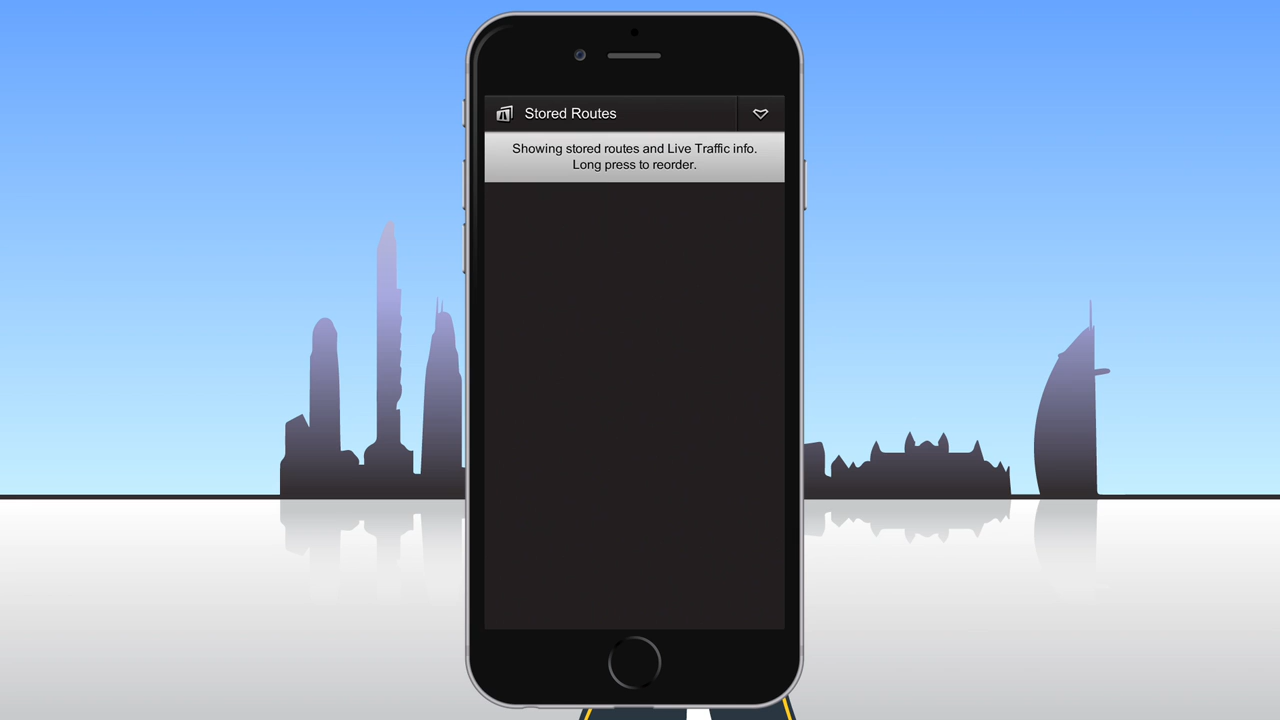 Stored Routes
Showing stored routes and Live Traffic info.
Long press to reorder.